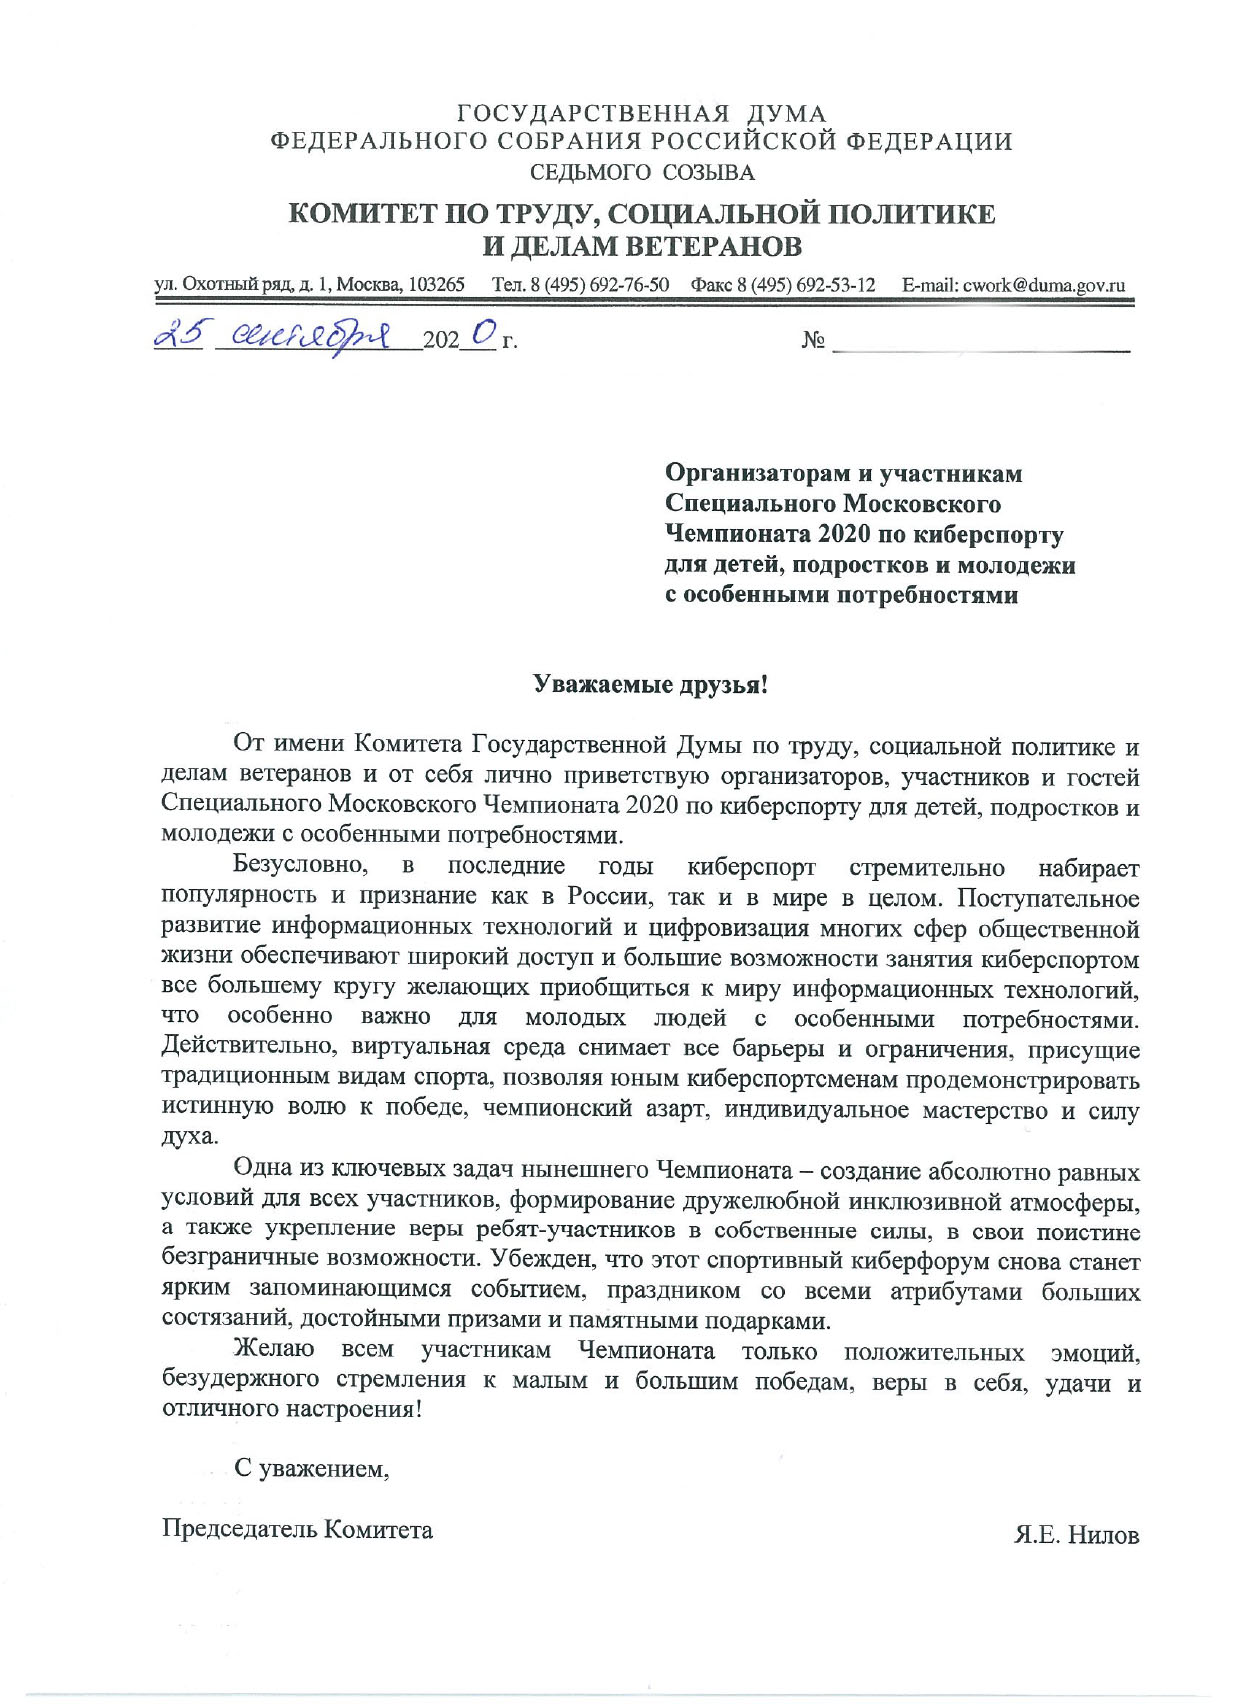 ГОСУДАРСТВЕННАЯ ДУМА
ФЕДЕРАЛЬНОГО СОБРАНИЯ РОССИЙСКОЙ ФЕДЕРАЦИИ
СЕДЬМОГО СОЗЫВА
КОМИТЕТ ПО ТРУДУ, СОЦИАЛЬНОЙ ПОЛИТИКЕ
И ДЕЛАМ ВЕТЕРАНОВ
ул. Охотный ряд, д. 1, Москва, 103265 Тел. 8 (495) 692-76-50 Факс 8 (495) 692-53-12 E-mail: cwork@duma.gov.ru
25 сентября 2020 г. №
Организаторам и участникам
Специального Московского
Чемпионата 2020 по киберспорту
для детей, подростков и молодежи
с особенными потребностями
Уважаемые друзья!
От имени Комитета Государственной Думы по труду, социальной политике и
делам ветеранов и от себя лично приветствую организаторов, участников и гостей
Специального Московского Чемпионата 2020 по киберспорту для детей, подростков и
молодежи с особенными потребностями.
Безусловно, в последние годы киберспорт стремительно набирает
популярность и признание как в России, так и в мире в целом. Поступательное
развитие информационных технологий и цифровизация многих сфер общественной
жизни обеспечивают широкий доступ и большие возможности занятия киберспортом
все большему кругу желающих приобщиться к миру информационных технологий,
что особенно важно для молодых людей с особенными потребностями.
Действительно, виртуальная среда снимает все барьеры и ограничения, присущие
традиционным видам спорта, позволяя юным киберспортсменам продемонстрировать
истинную волю к победе, чемпионский азарт, индивидуальное мастерство и силу
духа.
Одна из ключевых задач нынешнего Чемпионата – создание абсолютно равных
условий для всех участников, формирование дружелюбной инклюзивной атмосферы,
а также укрепление веры ребят-участников в собственные силы, в свои поистине
безграничные возможности. Убежден, что этот спортивный киберфорум снова станет
ярким запоминающимся событием, праздником со всеми атрибутами больших
состязаний, достойными призами и памятными подарками.
Желаю всем участникам Чемпионата только положительных эмоций,
безудержного стремления к малым и большим победам, веры в себя, удачи и
отличного настроения!
С уважением,
Председатель Комитета Я.Е. Нилов